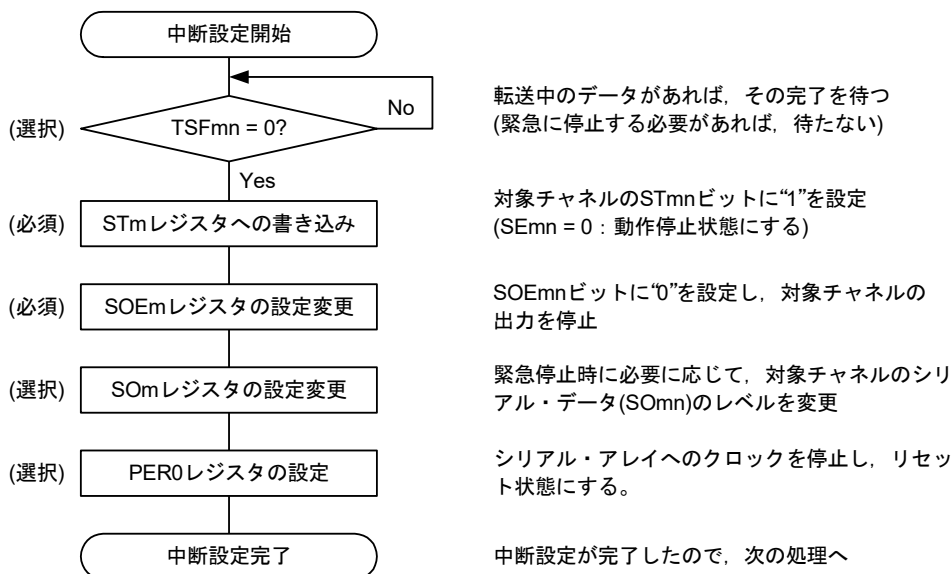 中断設定開始
(選択)
TSFmn = 0?
No
転送中のデータがあれば，その完了を待つ
(緊急に停止する必要があれば，待たない)
Yes
(必須)
STmレジスタへの書き込み
対象チャネルのSTmnビットに“1”を設定
(SEmn = 0：動作停止状態にする)
(必須)
SOEmレジスタの設定変更
SOEmnビットに“0”を設定し，対象チャネルの
出力を停止
(選択)
SOmレジスタの設定変更
緊急停止時に必要に応じて，対象チャネルのシリ
アル・データ(SOmn)のレベルを変更
(選択)
PER0レジスタの設定
シリアル・アレイへのクロックを停止し，リセッ
ト状態にする。
中断設定完了
中断設定が完了したので，次の処理へ